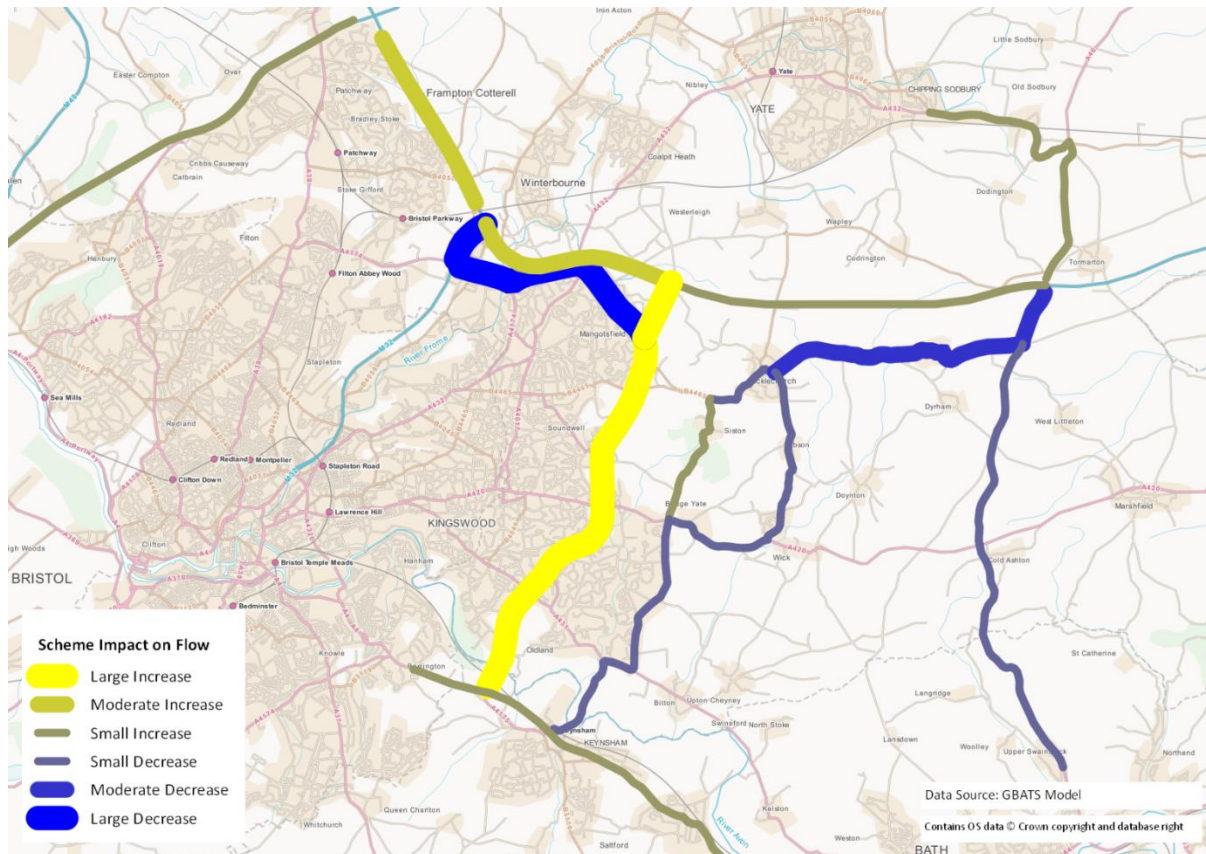 Iron Acton
Little Sodbury
Easter Compton
Over
Yate
Nibley
CHIPPING SODBURY
Old Sodbury
Patchway
Frampton Cotterell
YATE
A432
Bradley Stoke
Patchway
Coalpit Heath
Cribbs Causeway
Catbrain
Stoke Gifford
Winterbourne
Dodington
Westerleigh
Bristol Parkway
Wapley
Filton
Codrington
Tormarton
Henbury
Filton Abbey Wood
Mangotsfield
Stapleton
River Frome
M32
Sea Mills
Dyrham
Redland
West Littleton
Siston
Soundwell
Redland
Montpelier
Stapleton Road
Clifton Down
Doynton
Marshfield
Lawrence Hill
KINGSWOOD
A420
Wick
Clifton
Hanham
Cold Ashton
BRISTOL
Bristol Temple Meads
Bedminster
Knowle
Oldland
St Catherine
Bitton
Upton Cheyney
Langridge
Swineford
North Stoke
Lansdown
Woolley
KEYNSHAM
Northend
Queen Charlton
Kelston
Whitchurch
River Avon
Weston
Saltford
BATH
Scheme Impact on Flow
Large Increase
Moderate Increase
Small Increase
Small Decrease
Moderate Decrease
Large Decrease
Data Source: GBATS Model
Contains OS data © Crown copyright and database right